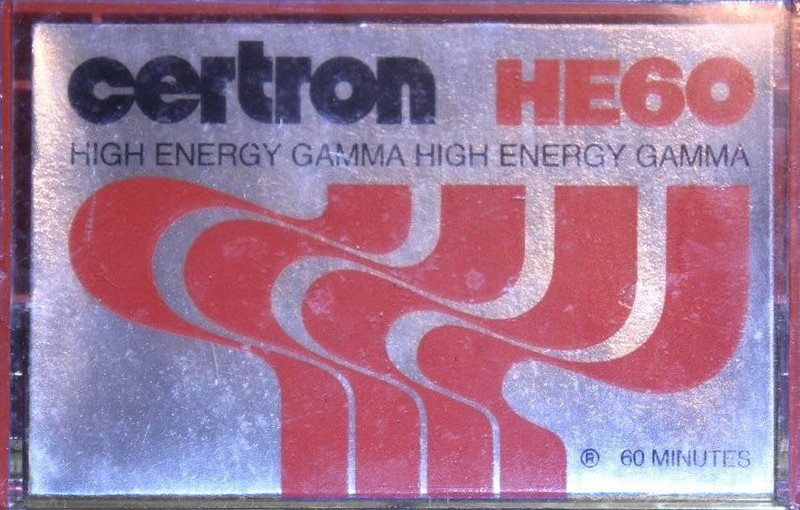 certron HE60
HIGH ENERGY GAMMA HIGH ENERGY GAMMA
® 60 MINUTES